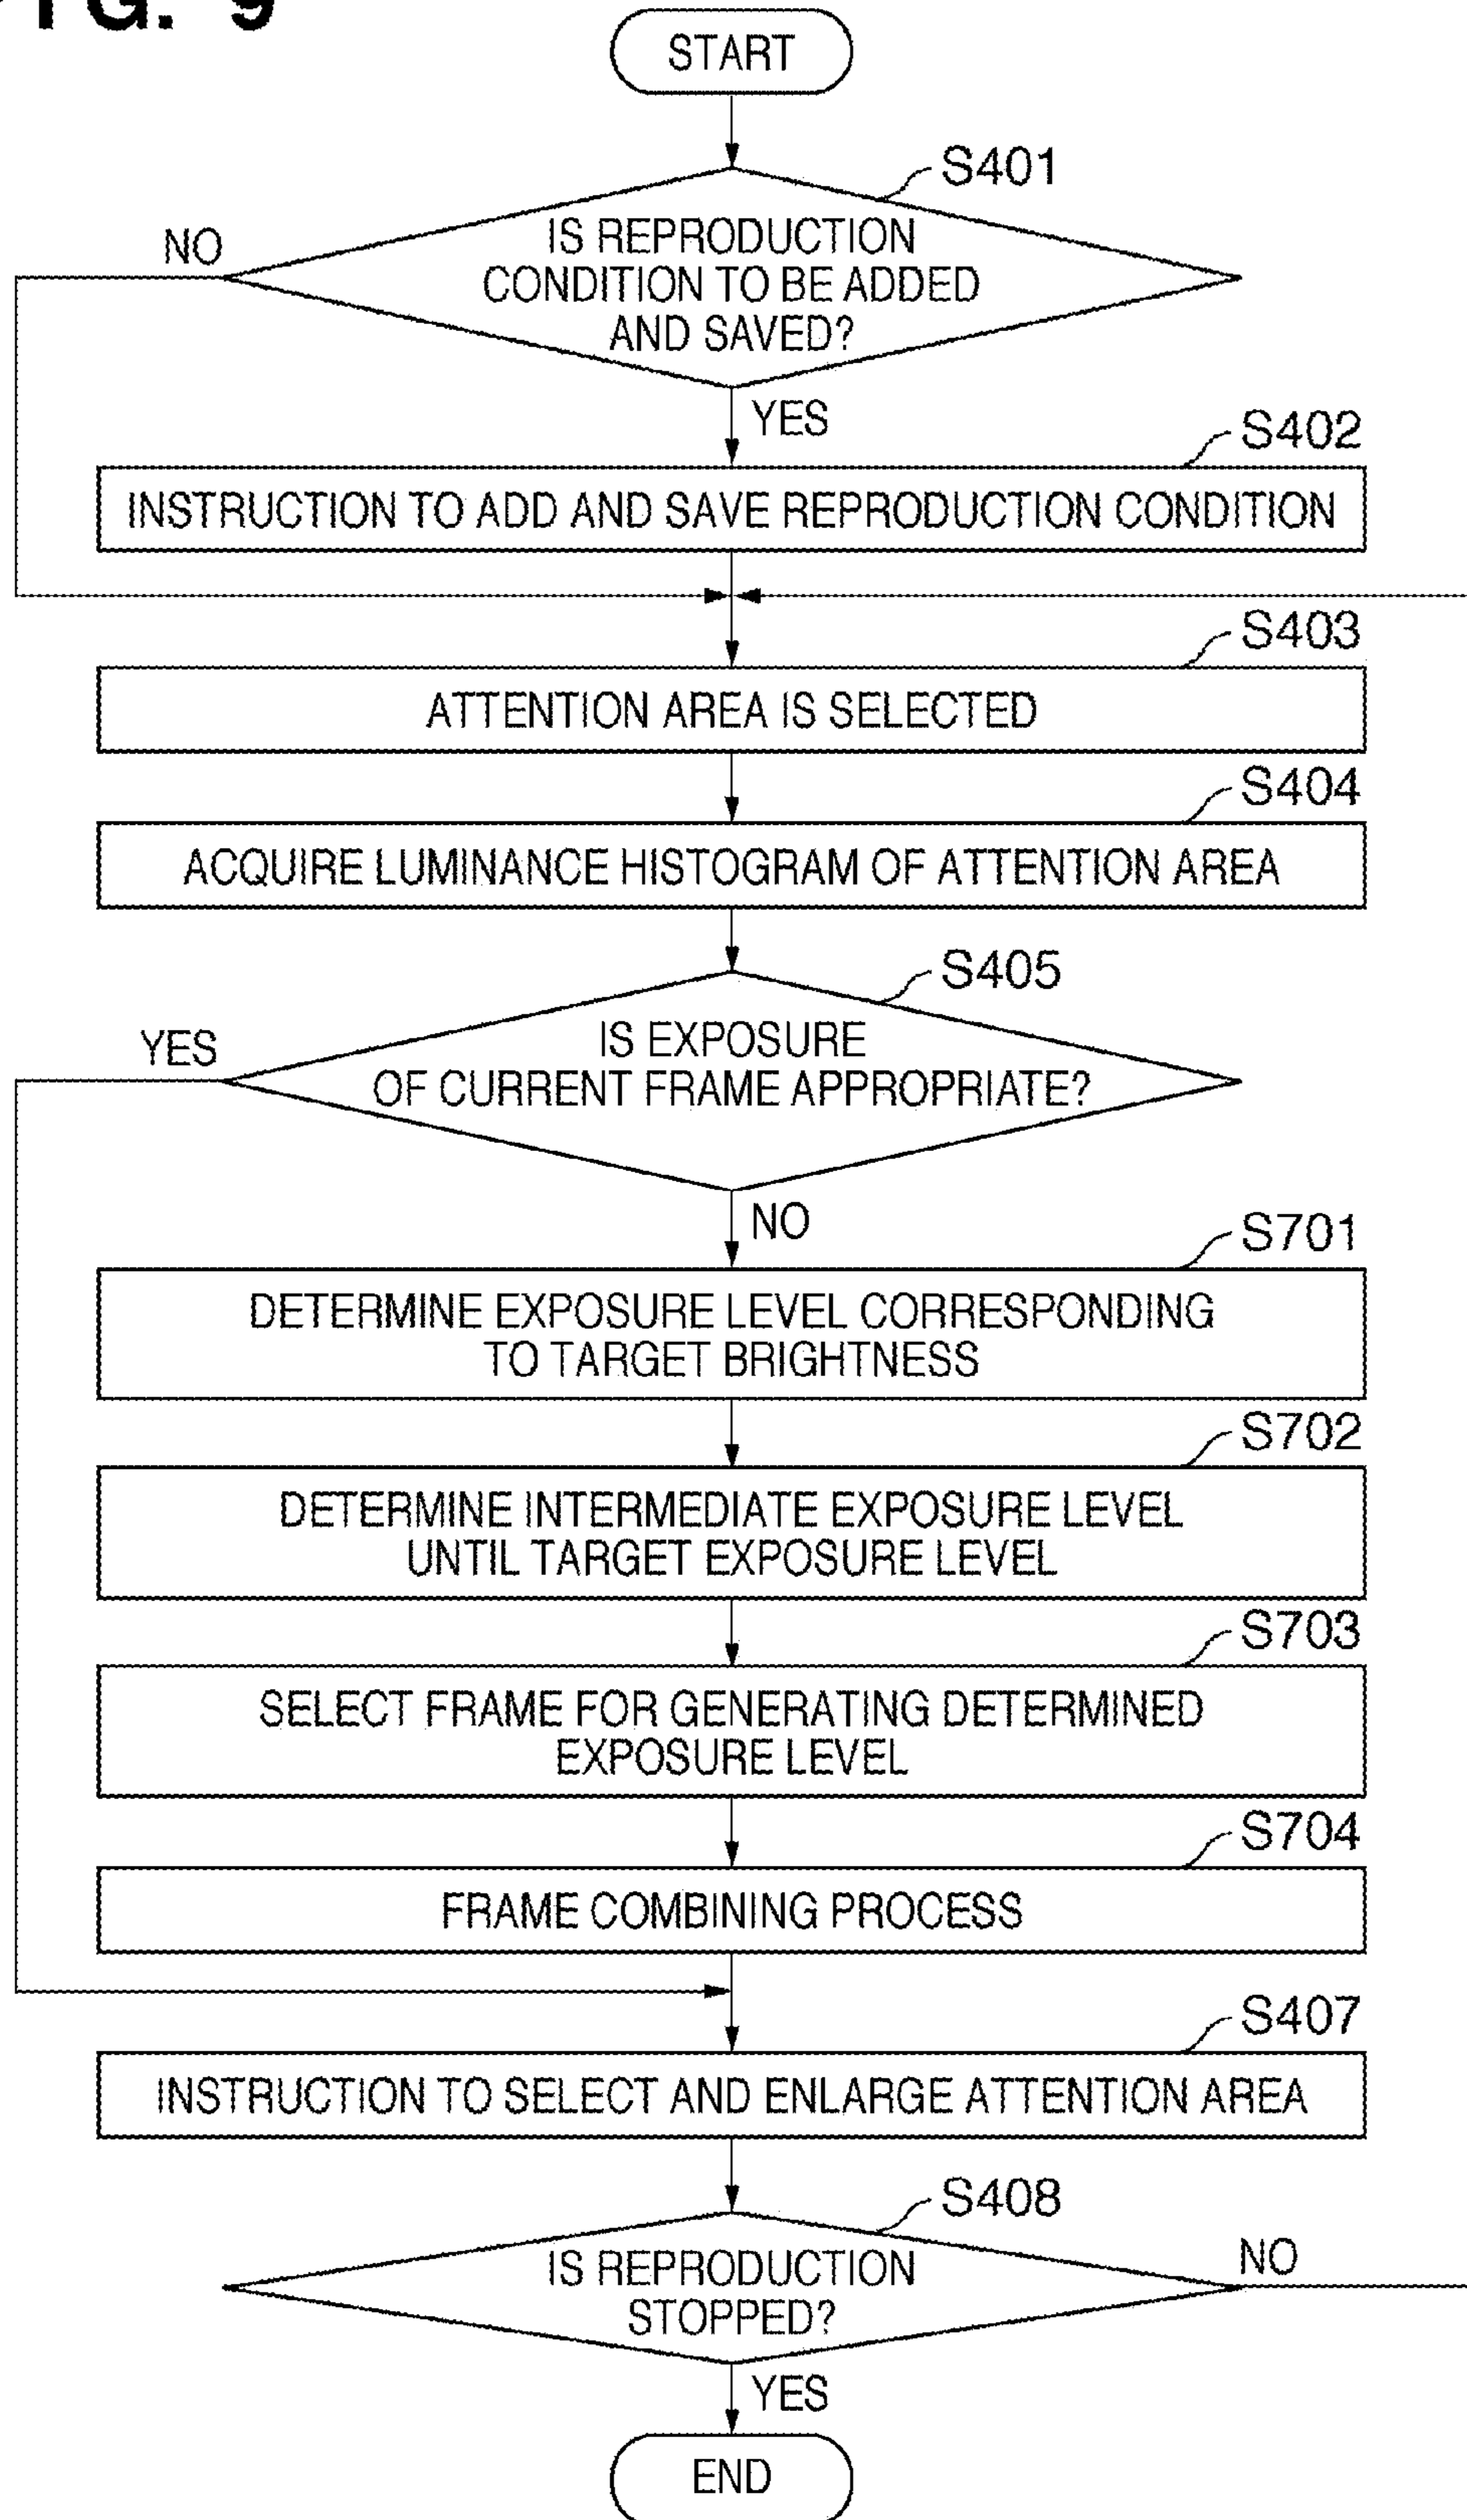 FIG. 9
START
S401
NO
IS REPRODUCTION
CONDITION TO BE ADDED
AND SAVED?
YES
S402
INSTRUCTION TO ADD AND SAVE REPRODUCTION CONDITION
S403
ATTENTION AREA IS SELECTED
S404
ACQUIRE LUMINANCE HISTOGRAM OF ATTENTION AREA
S405
YES
IS EXPOSURE
OF CURRENT FRAME APPROPRIATE?
NO
S701
DETERMINE EXPOSURE LEVEL CORRESPONDING
TO TARGET BRIGHTNESS
S702
DETERMINE INTERMEDIATE EXPOSURE LEVEL
UNTIL TARGET EXPOSURE LEVEL
S703
SELECT FRAME FOR GENERATING DETERMINED
EXPOSURE LEVEL
S704
FRAME COMBINING PROCESS
S407
INSTRUCTION TO SELECT AND ENLARGE ATTENTION AREA
S408
NO
IS REPRODUCTION
STOPPED?
YES
END